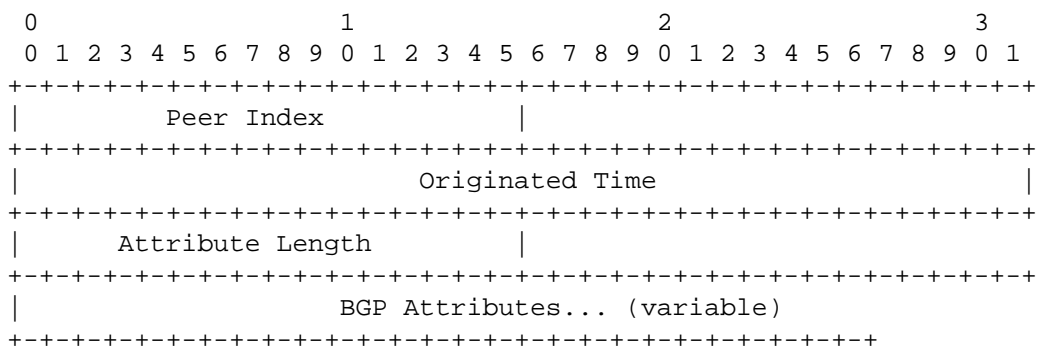 0                   1                   2                   3
 0 1 2 3 4 5 6 7 8 9 0 1 2 3 4 5 6 7 8 9 0 1 2 3 4 5 6 7 8 9 0 1
+-+-+-+-+-+-+-+-+-+-+-+-+-+-+-+-+-+-+-+-+-+-+-+-+-+-+-+-+-+-+-+-+
|         Peer Index            |
+-+-+-+-+-+-+-+-+-+-+-+-+-+-+-+-+-+-+-+-+-+-+-+-+-+-+-+-+-+-+-+-+
|                         Originated Time                       |
+-+-+-+-+-+-+-+-+-+-+-+-+-+-+-+-+-+-+-+-+-+-+-+-+-+-+-+-+-+-+-+-+
|      Attribute Length         |
+-+-+-+-+-+-+-+-+-+-+-+-+-+-+-+-+-+-+-+-+-+-+-+-+-+-+-+-+-+-+-+-+
|                    BGP Attributes... (variable)
+-+-+-+-+-+-+-+-+-+-+-+-+-+-+-+-+-+-+-+-+-+-+-+-+-+-+-+